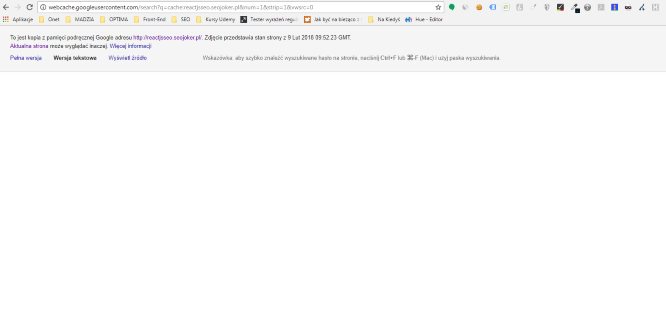 webcache.googleusercontent.com/search?q=cache:reactjsseo.seojoker.pl&num=1&strip=1&vwsrc=0
Aplikacje Onet MADZIA OPTIMA Front-End SEO Kursy Udemy Tester wyrażeń regul Jak być na bieżąco z Na Kiedyś Hue - Editor
To jest kopia z pamięci podręcznej Google adresu http://reactjsseo.seojoker.pl/. Zdjęcie przedstawia stan strony z 9 Lut 2018 09:52:23 GMT.
Aktualna strona może wyglądać inaczej. Więcej informacji
Pełna wersja Wersja tekstowa Wyświetl źródło Wskazówka: aby szybko znaleźć wyszukiwane hasło na stronie, naciśnij Ctrl+F lub ⌘-F (Mac) i użyj paska wyszukiwania.